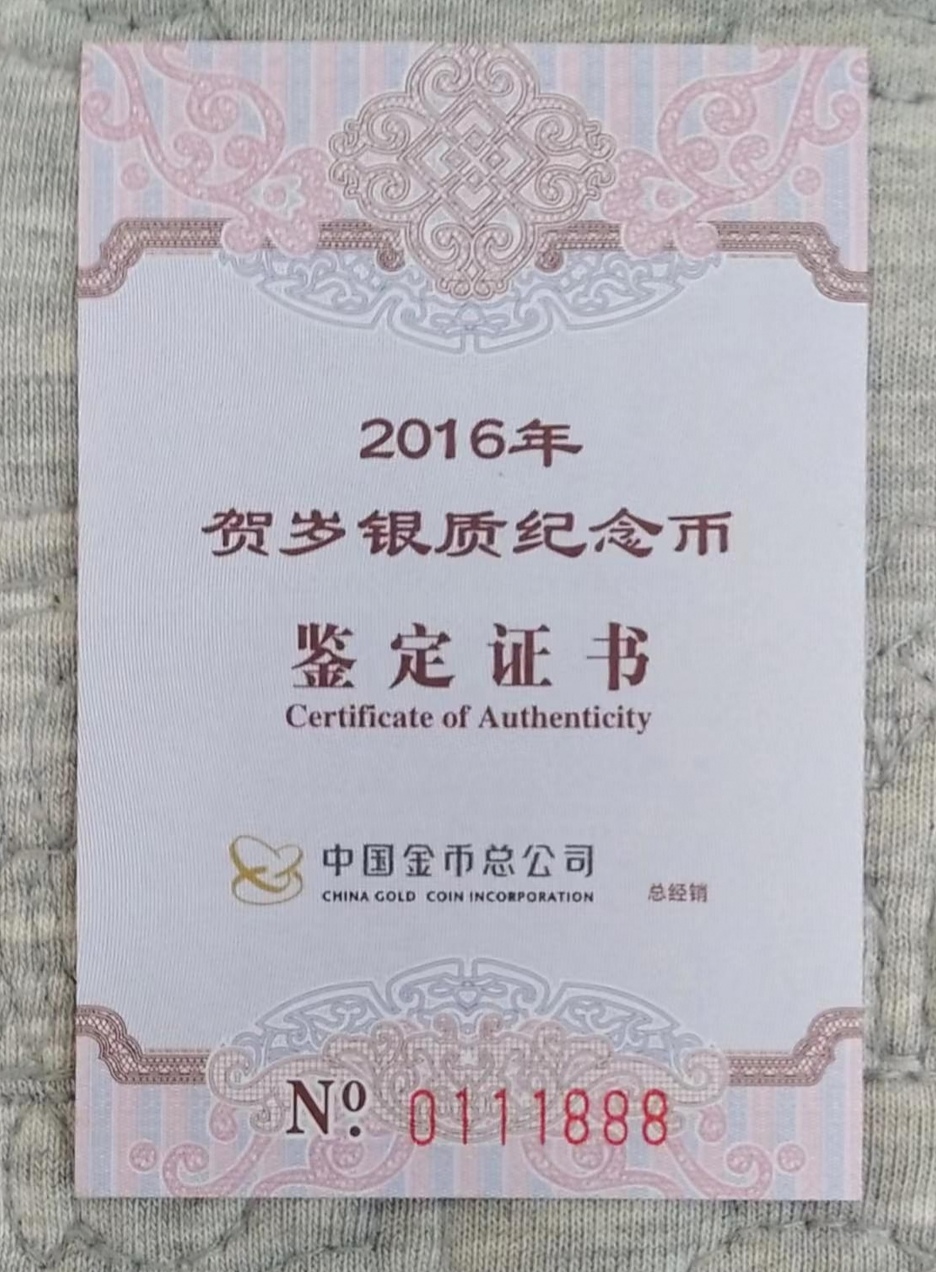 2016年
贺岁银质纪念币
鉴定证书
Certificate of Authenticity
中国金币总公司
CHINA GOLD COIN INCORPORATION
总经销
Nº. 0111888